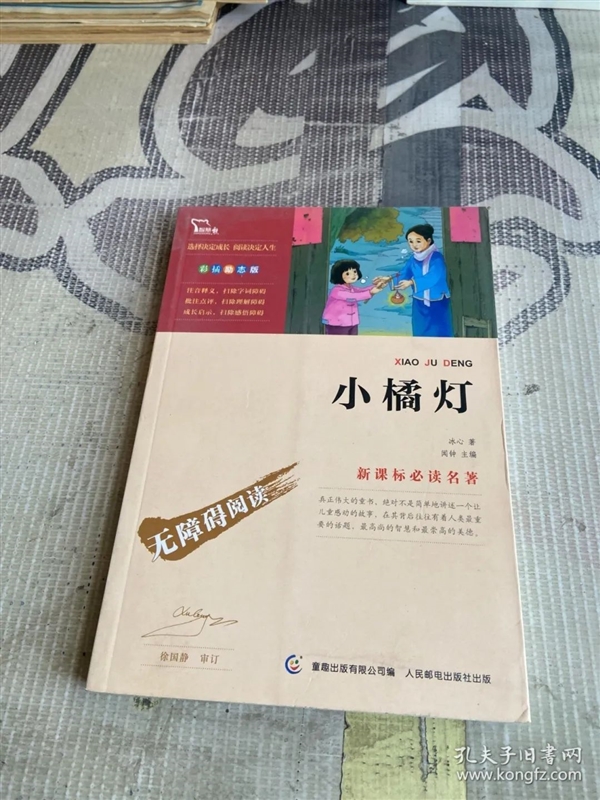 智慧熊
选择决定成长 阅读决定人生
彩插励志版
注音释义，扫除字词障碍
批注点评，扫除理解障碍
成长启示，扫除感悟障碍
XIAO JU DENG
小橘灯
冰心 著
闻钟 主编
新课标必读名著
真正伟大的童书，绝对不是简单地讲述一个让
儿童感动的故事，在其背后往往有着人类最重
要的话题，最高尚的智慧和最崇高的美德。
无障碍阅读
徐国静 审订
童趣出版有限公司编 人民邮电出版社出版
孔夫子旧书网
www.kongfz.com